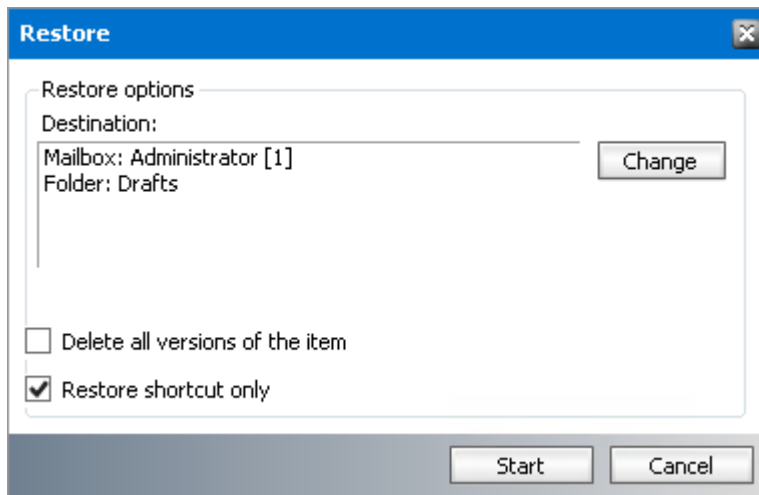 Restore
Restore options
Destination:
Mailbox: Administrator [1]
Folder: Drafts
Change
Delete all versions of the item
Restore shortcut only
Start
Cancel